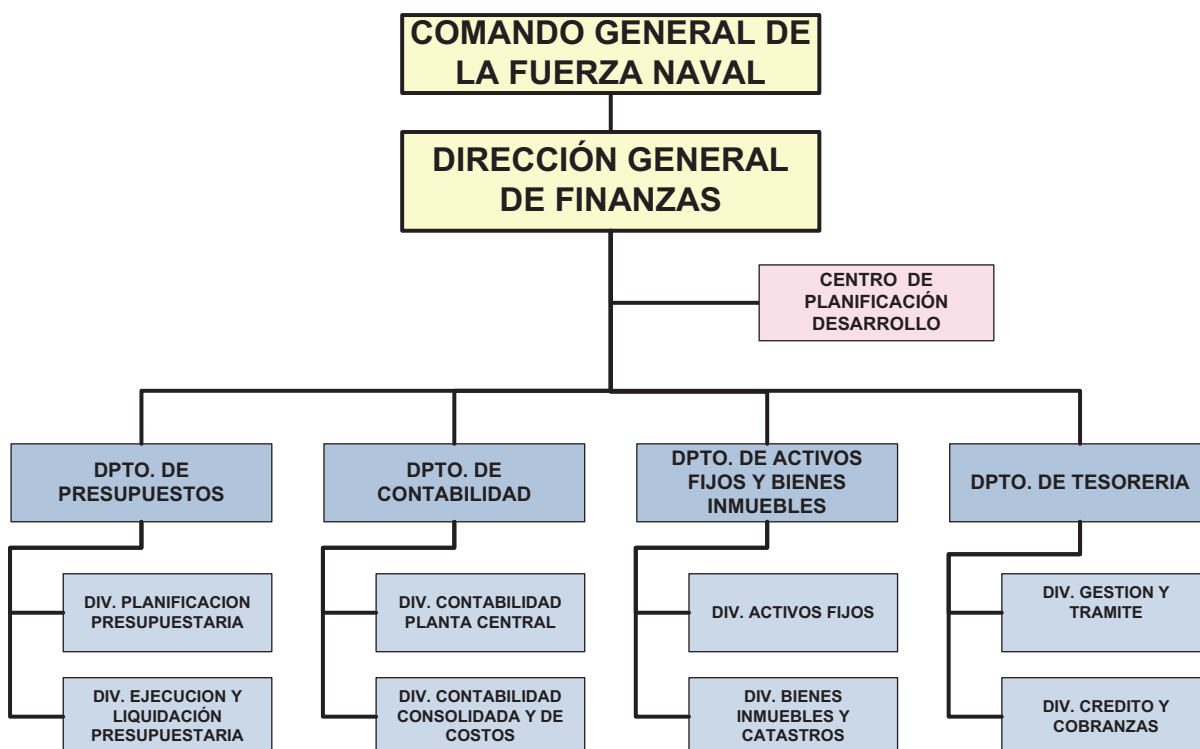 COMANDO GENERAL DE
LA FUERZA NAVAL
DIRECCIÓN GENERAL
DE FINANZAS
CENTRO DE
PLANIFICACIÓN
DESARROLLO
DPTO. DE
PRESUPUESTOS
DPTO. DE
CONTABILIDAD
DPTO. DE ACTIVOS
FIJOS Y BIENES
INMUEBLES
DPTO. DE TESORERIA
DIV. PLANIFICACION
PRESUPUESTARIA
DIV. CONTABILIDAD
PLANTA CENTRAL
DIV. ACTIVOS FIJOS
DIV. GESTION Y
TRAMITE
DIV. EJECUCION Y
LIQUIDACIÓN
PRESUPUESTARIA
DIV. CONTABILIDAD
CONSOLIDADA Y DE
COSTOS
DIV. BIENES
INMUEBLES Y
CATASTROS
DIV. CREDITO Y
COBRANZAS